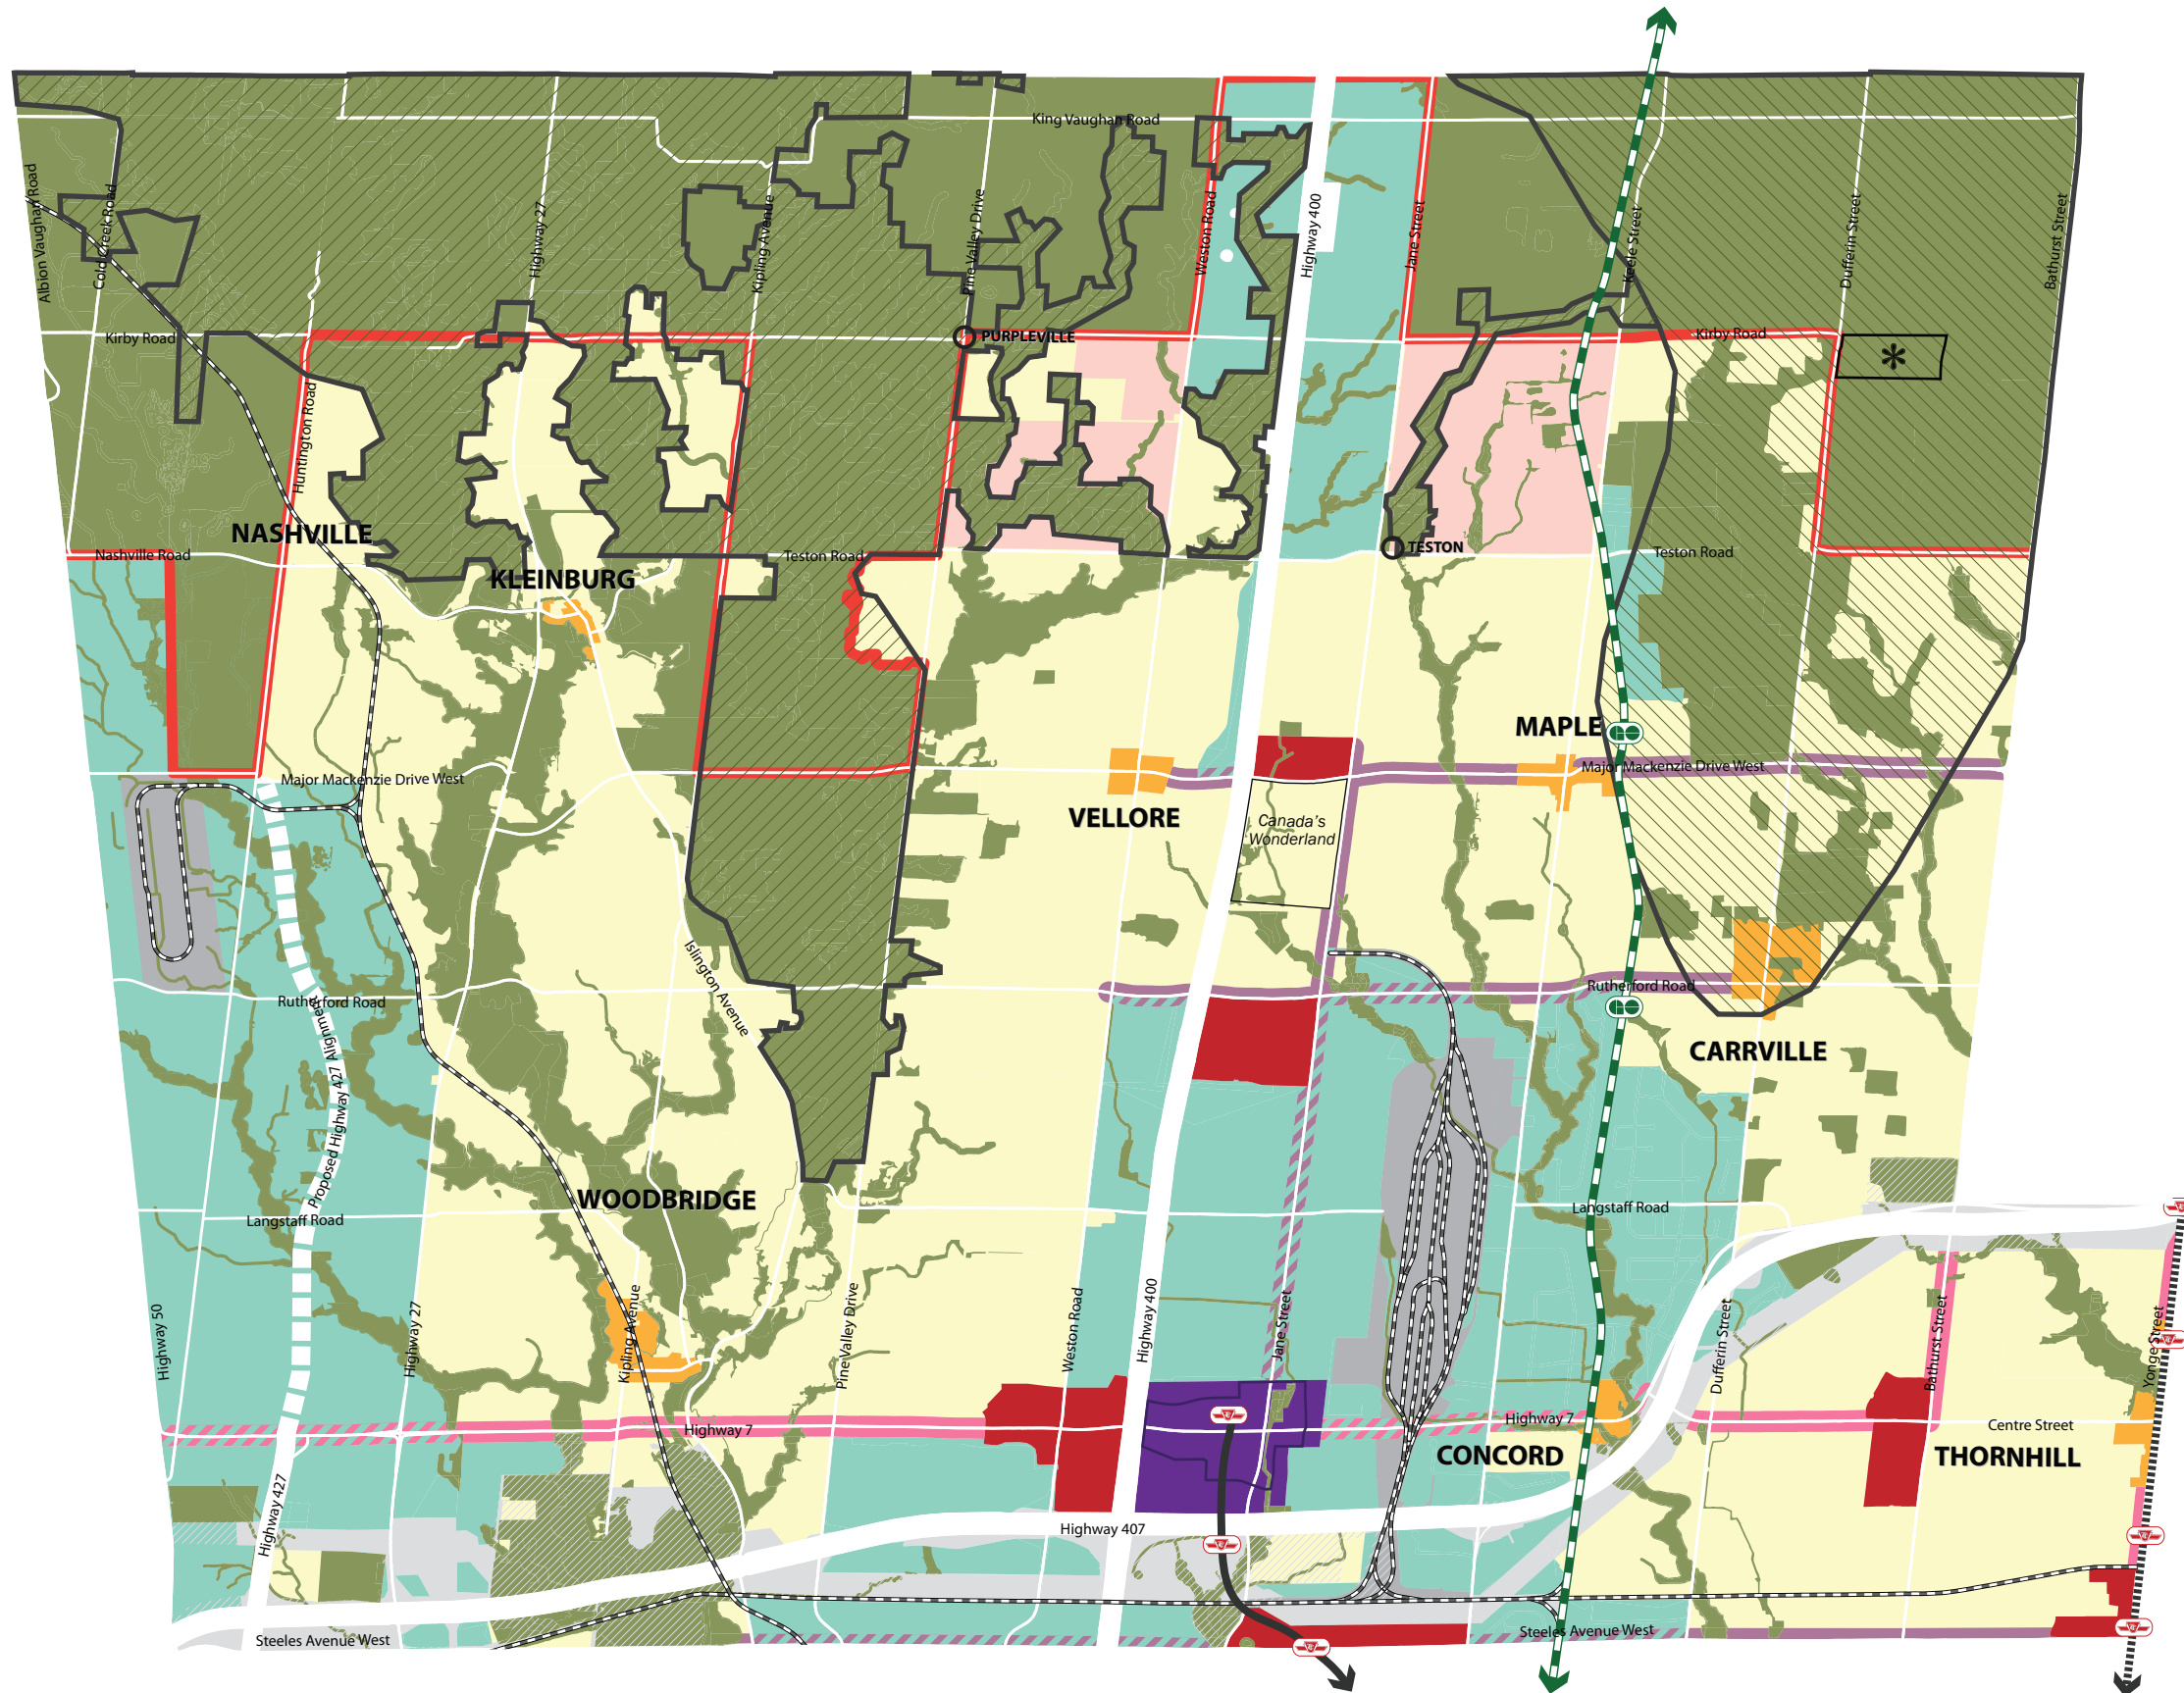 King Vaughan Road
Albion Vaughan Road
Cold Creek Road
Highway 27
Kipling Avenue
Pine Valley Drive
Weston Road
Highway 400
Jane Street
Keele Street
Dufferin Street
Bathurst Street
Kirby Road
PURPLEVILLE
Kirby Road
*
Huntington Road
NASHVILLE
Nashville Road
KLEINBURG
Teston Road
TESTON
Teston Road
MAPLE
Major Mackenzie Drive West
Major Mackenzie Drive West
VELLORE
Canada's
Wonderland
Islington Avenue
Rutherford Road
Rutherford Road
Proposed Highway 427 Alignment
CARRVILLE
WOODBRIDGE
Langstaff Road
Langstaff Road
Highway 50
Highway 27
Kipling Avenue
Pine Valley Drive
Weston Road
Highway 400
Jane Street
Dufferin Street
Bathurst Street
Yonge Street
Highway 7
Highway 7
Centre Street
CONCORD
THORNHILL
Highway 427
Highway 407
Steeles Avenue West
Steeles Avenue West